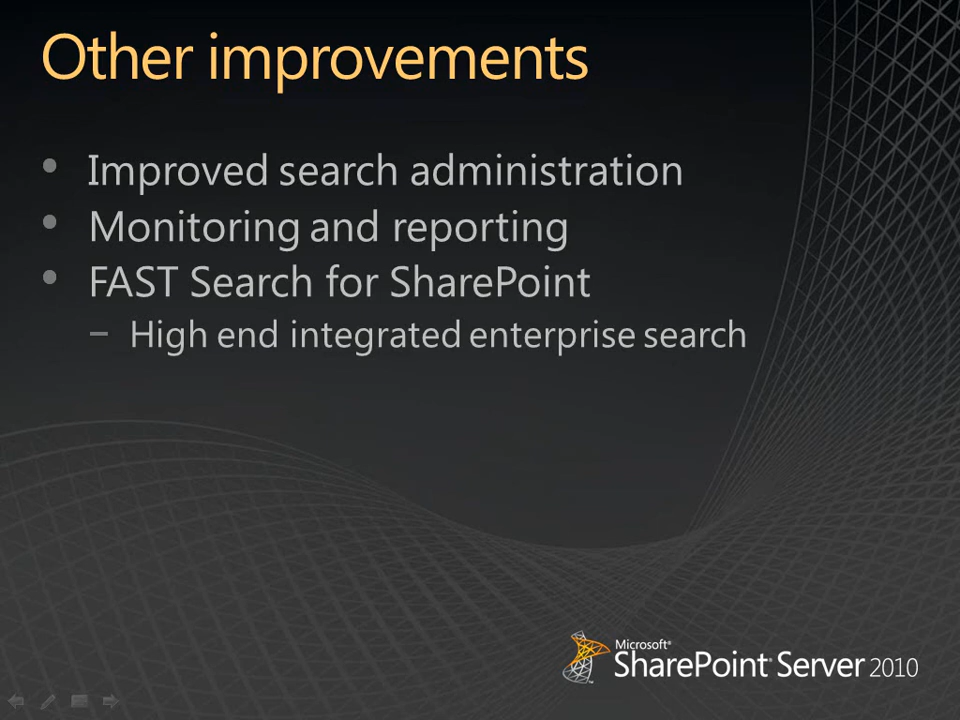 Other improvements
• Improved search administration
• Monitoring and reporting
• FAST Search for SharePoint
– High end integrated enterprise search
Microsoft®
SharePoint® Server 2010